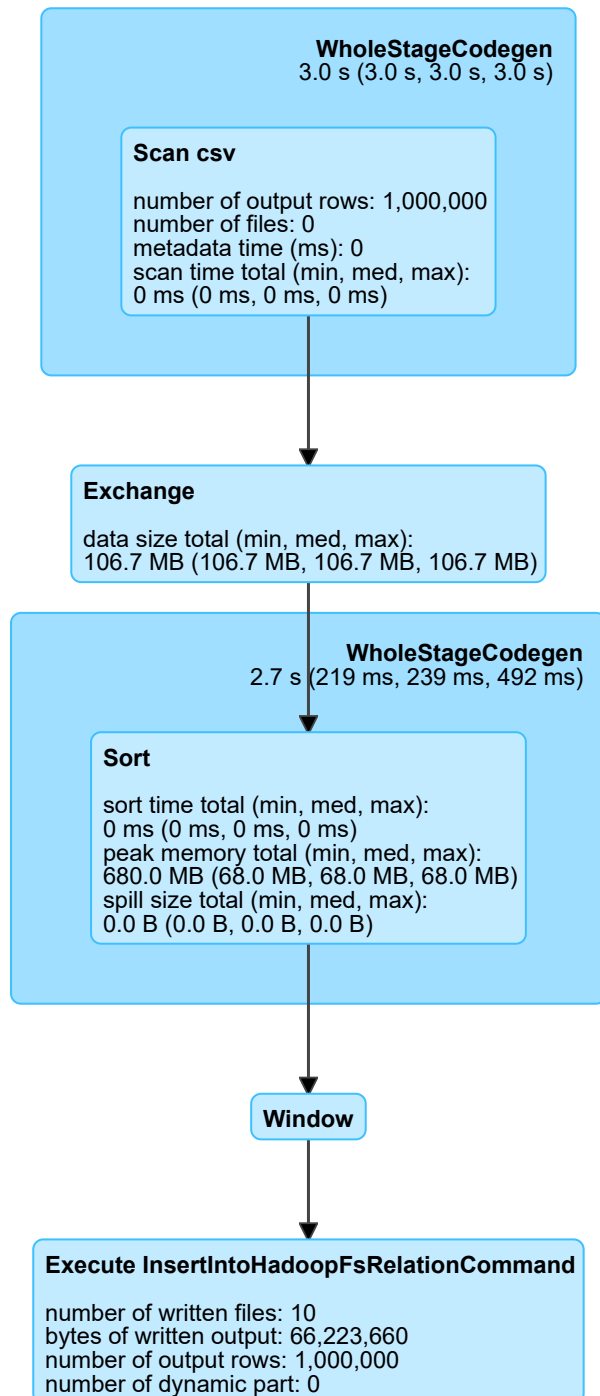 WholeStageCodegen
3.0 s (3.0 s, 3.0 s, 3.0 s)
Scan csv
number of output rows: 1,000,000
number of files: 0
metadata time (ms): 0
scan time total (min, med, max):
0 ms (0 ms, 0 ms, 0 ms)
Exchange
data size total (min, med, max):
106.7 MB (106.7 MB, 106.7 MB, 106.7 MB)
WholeStageCodegen
2.7 s (219 ms, 239 ms, 492 ms)
Sort
sort time total (min, med, max):
0 ms (0 ms, 0 ms, 0 ms)
peak memory total (min, med, max):
680.0 MB (68.0 MB, 68.0 MB, 68.0 MB)
spill size total (min, med, max):
0.0 B (0.0 B, 0.0 B, 0.0 B)
Window
Execute InsertIntoHadoopFsRelationCommand
number of written files: 10
bytes of written output: 66,223,660
number of output rows: 1,000,000
number of dynamic part: 0